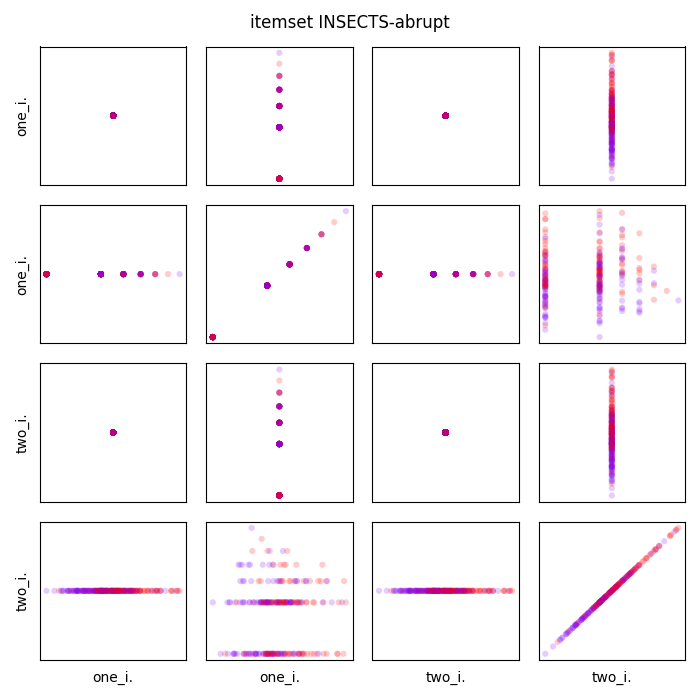 itemset INSECTS-abrupt
one_i.
one_i.
two_i.
two_i.
one_i. one_i. two_i. two_i.